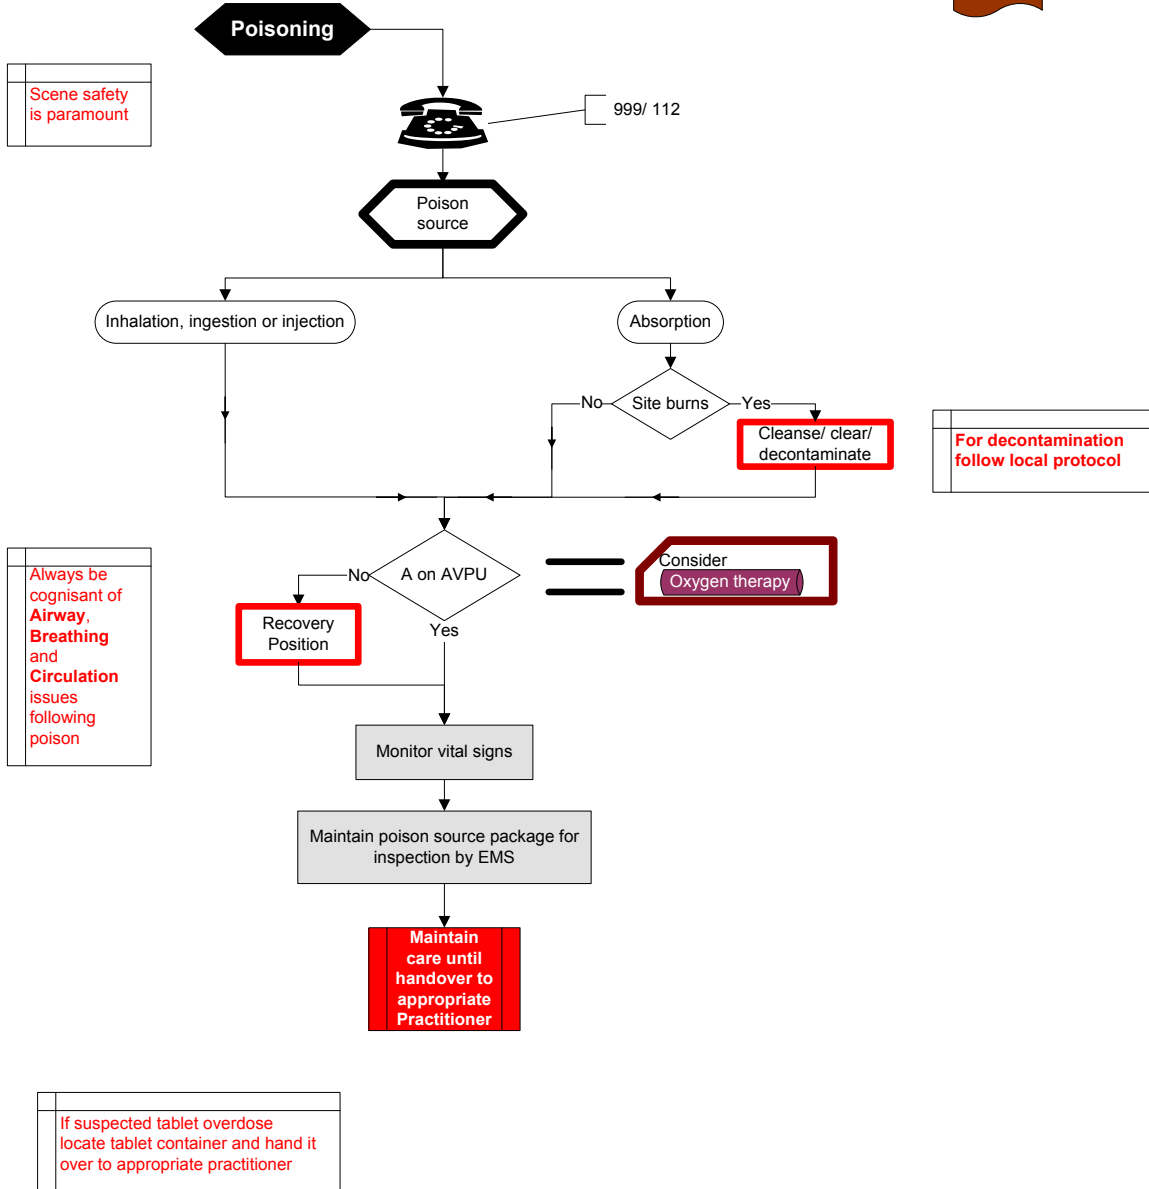 Poisoning
Scene safety
is paramount
999/ 112
Poison
source
Inhalation, ingestion or injection
Absorption
No
Site burns
Yes
Cleanse/ clear/
decontaminate
For decontamination
follow local protocol
Always be
cognisant of
Airway,
Breathing
and
Circulation
issues
following
poison
No
A on AVPU
Yes
Consider
Oxygen therapy
Recovery
Position
Monitor vital signs
Maintain poison source package for
inspection by EMS
Maintain
care until
handover to
appropriate
Practitioner
If suspected tablet overdose
locate tablet container and hand it
over to appropriate practitioner